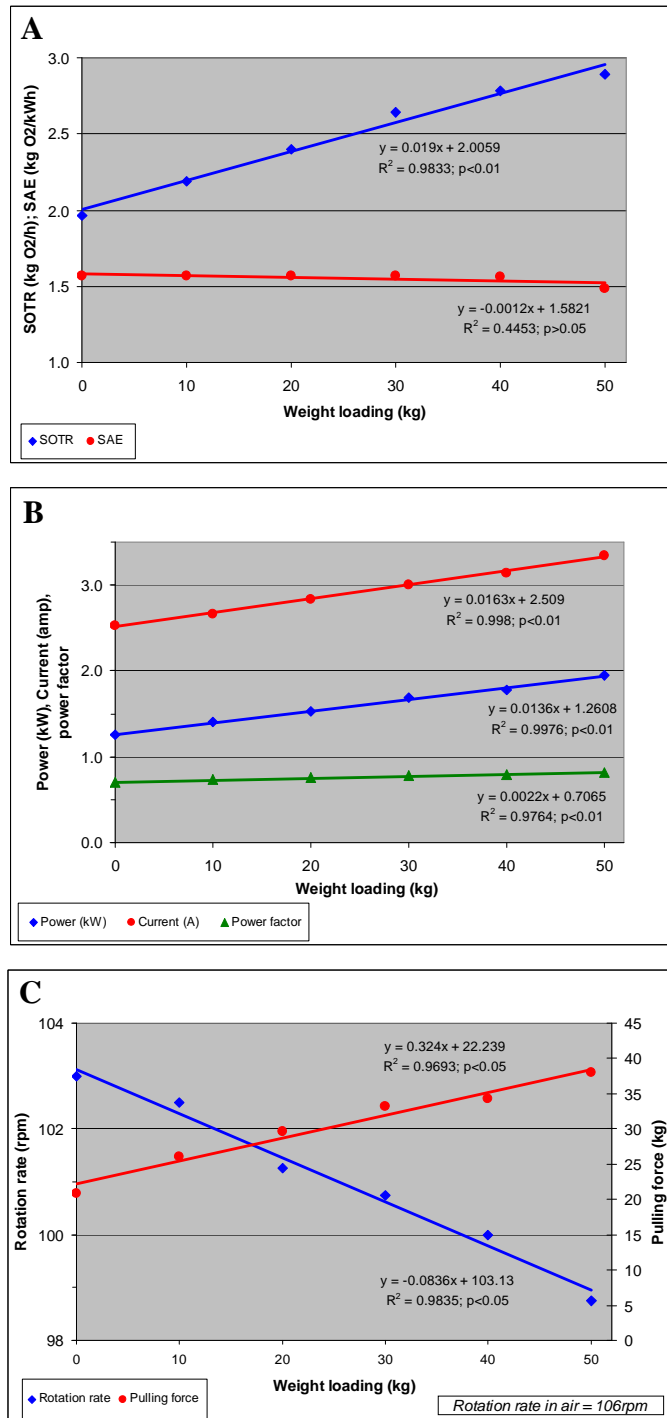 A
SOTR (kg O2/h); SAE (kg O2/kWh)
3.0
2.5
2.0
1.5
1.0
y = 0.019x + 2.0059
R² = 0.9833; p<0.01
y = -0.0012x + 1.5821
R² = 0.4453; p>0.05
0 10 20 30 40 50
Weight loading (kg)
SOTR SAE
B
Power (kW), Current (amp),
power factor
3.0
2.0
1.0
0.0
y = 0.0163x + 2.509
R² = 0.998; p<0.01
y = 0.0136x + 1.2608
R² = 0.9976; p<0.01
y = 0.0022x + 0.7065
R² = 0.9764; p<0.01
0 10 20 30 40 50
Weight loading (kg)
Power (kW) Current (A) Power factor
C
Rotation rate (rpm)
104
102
100
98
y = 0.324x + 22.239
R² = 0.9693; p<0.05
y = -0.0836x + 103.13
R² = 0.9835; p<0.05
45
40
35
30
25
20
15
10
5
0
Pulling force (kg)
0 10 20 30 40 50
Weight loading (kg)
Rotation rate Pulling force
Rotation rate in air = 106rpm